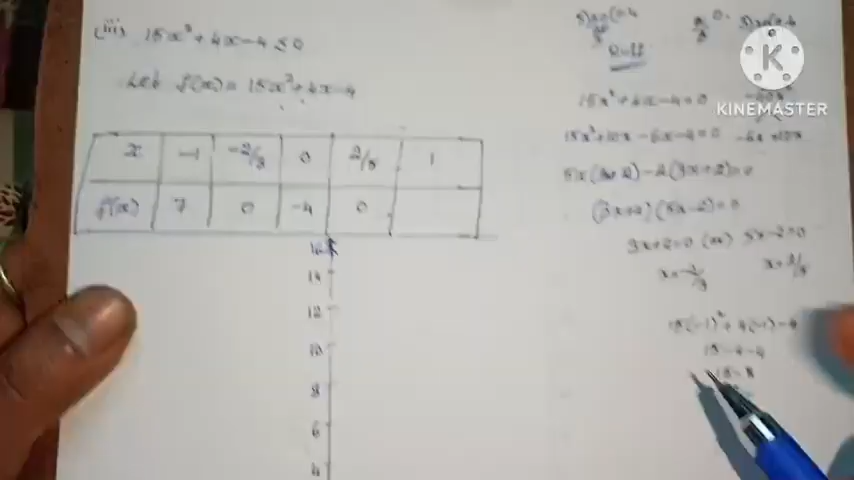 (iii) 15x² + 4x - 4 ≤ 0
Let f(x) = 15x² + 4x - 4
x -1 -2/3 0 2/5 1
f(x) 7 0 -4 0
16
14
12
10
8
6
4
15x² + 4x - 4 = 0
15x² + 10x - 6x - 4 = 0
-60x²
-6x +10x
5x(3x+2) - 2(3x+2) = 0
(3x+2)(5x-2) = 0
3x+2=0 (or) 5x-2=0
x=-2/3 x=2/5
15(-1)² + 4(-1) - 4
15-4-4
15-8
K
KINEMASTER